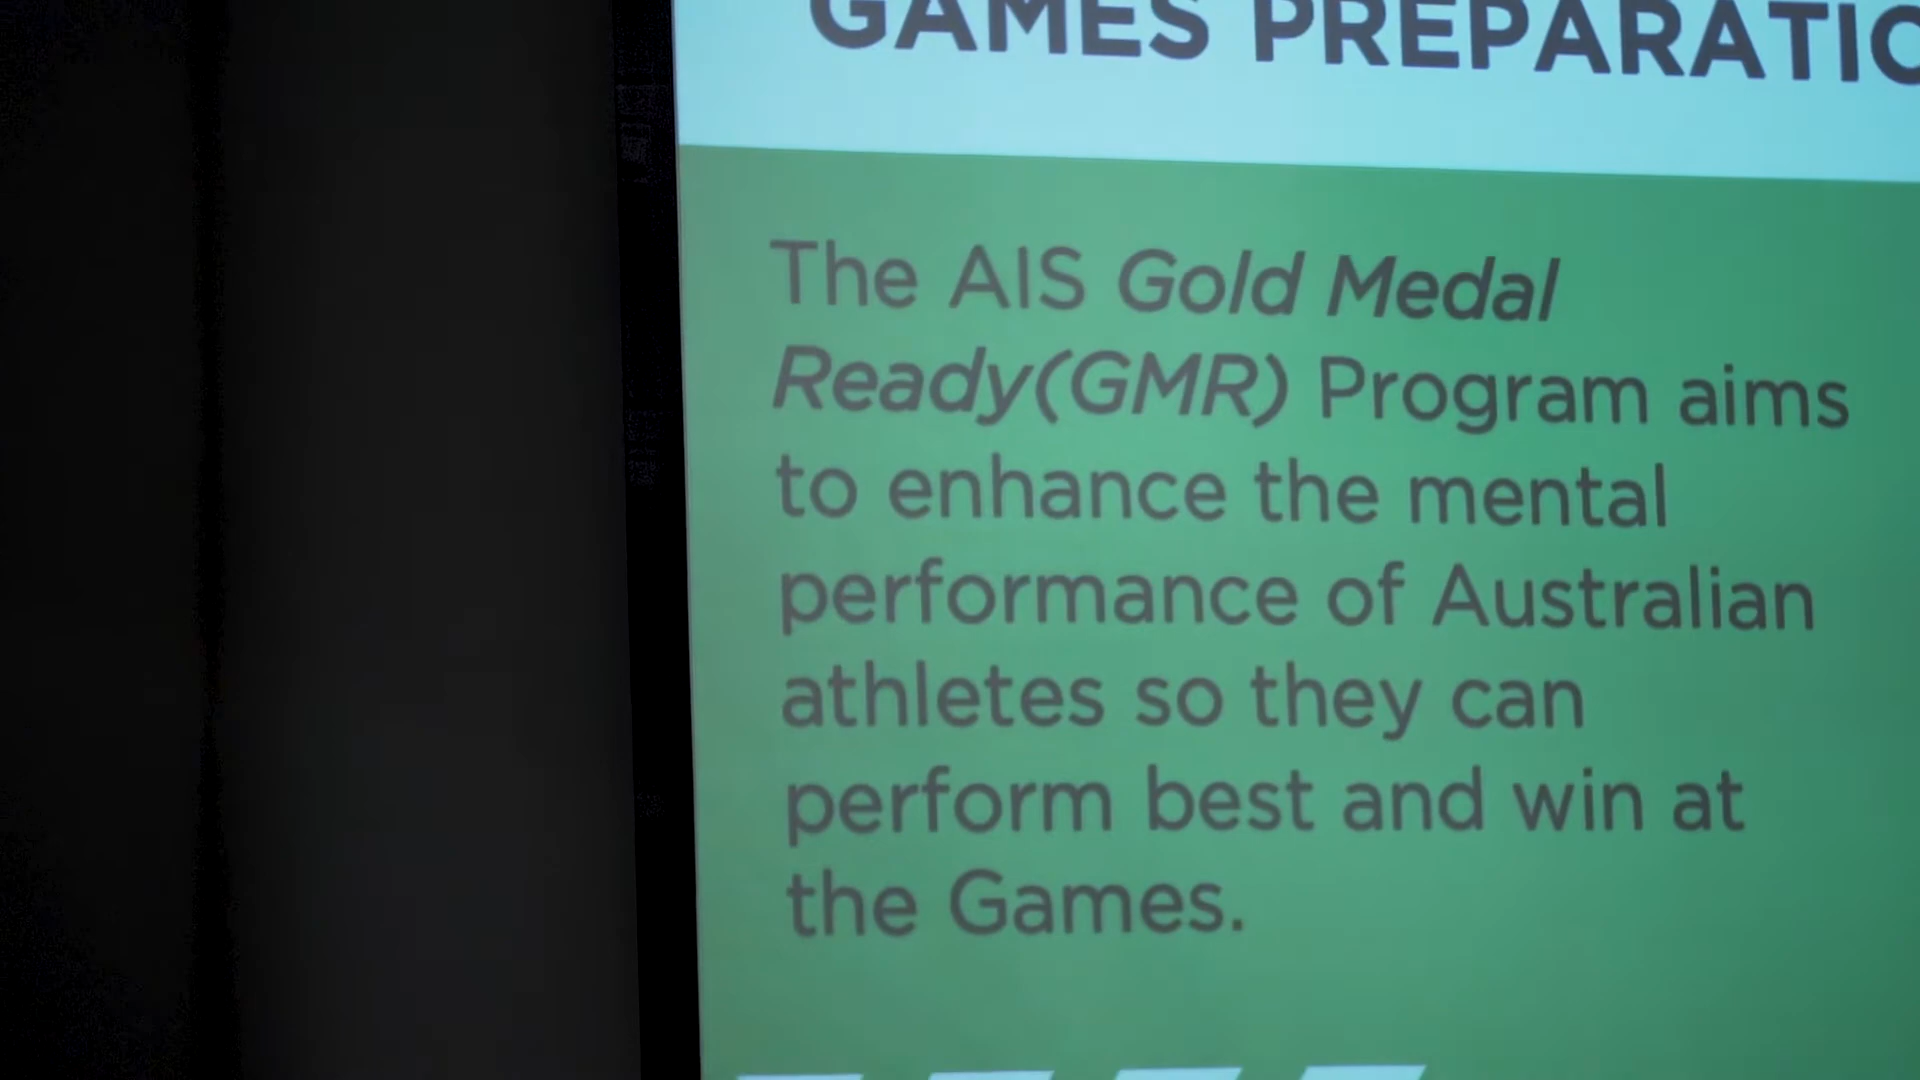 GAMES PREPARATIO
The AIS Gold Medal
Ready(GMR) Program aims
to enhance the mental
performance of Australian
athletes so they can
perform best and win at
the Games.